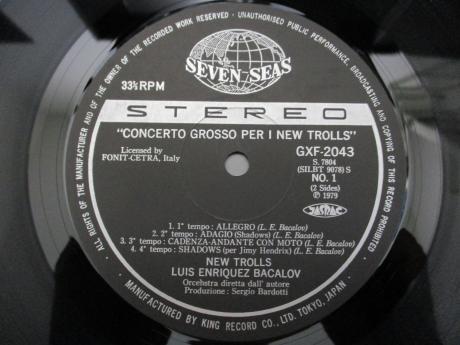 ALL RIGHTS OF THE MANUFACTURER AND OF THE OWNER OF THE RECORDED WORK RESERVED · UNAUTHORISED PUBLIC PERFORMANCE, BROADCASTING AND COPYING OF THIS RECORD PROHIBITED
SEVEN SEAS
33⅓ RPM
STEREO
"CONCERTO GROSSO PER I NEW TROLLS"
Licensed by
FONIT-CETRA, Italy
GXF-2043
S. 7804
(SILBT 9078) S
NO. 1
(2 Sides)
℗ 1979
JASRAC
1. 1° tempo : ALLEGRO (L. E. Bacalov)
2. 2° tempo : ADAGIO (Shadows) (L. E. Bacalov)
3. 3° tempo : CADENZA-ANDANTE CON MOTO (L. E. Bacalov)
4. 4° tempo : SHADOWS (per Jimy Hendrix) (L. E. Bacalov)
NEW TROLLS
LUIS ENRIQUEZ BACALOV
Orchestra diretta dall' autore
Produzione : Sergio Bardotti
MANUFACTURED BY KING RECORD CO., LTD. TOKYO, JAPAN